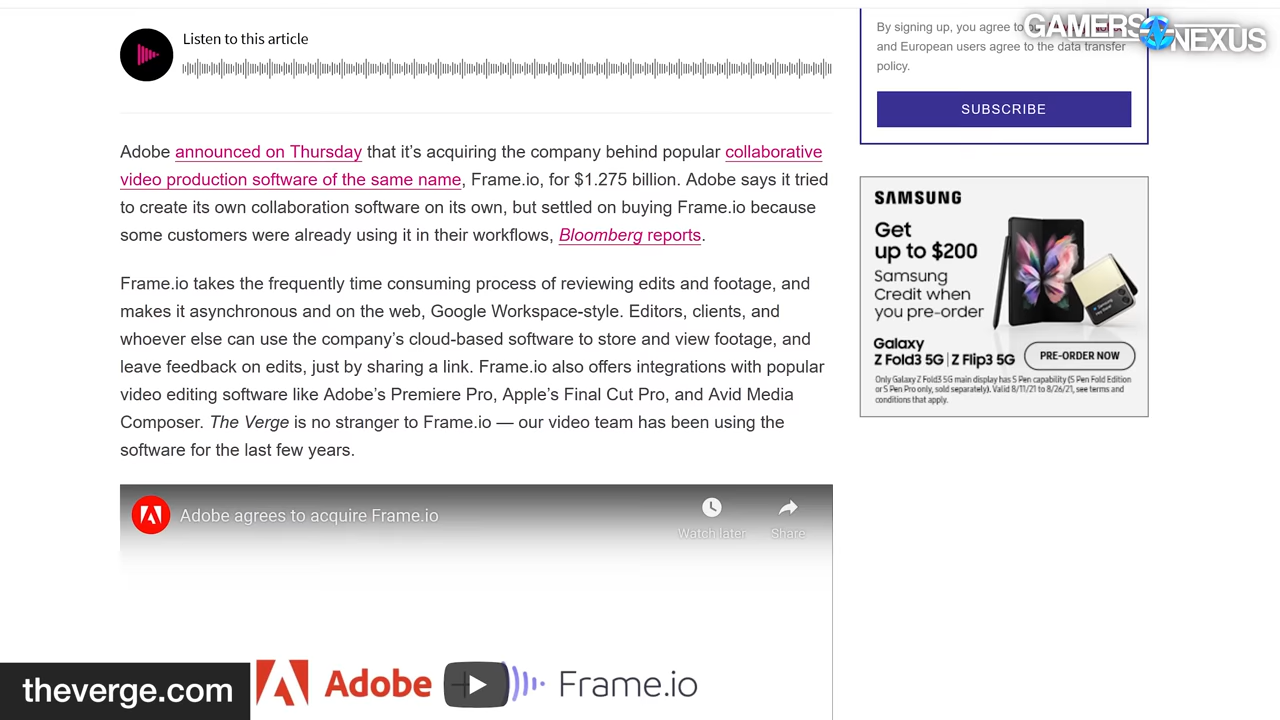 Listen to this article
Adobe announced on Thursday that it’s acquiring the company behind popular collaborative
video production software of the same name, Frame.io, for $1.275 billion. Adobe says it tried
to create its own collaboration software on its own, but settled on buying Frame.io because
some customers were already using it in their workflows, Bloomberg reports.
Frame.io takes the frequently time consuming process of reviewing edits and footage, and
makes it asynchronous and on the web, Google Workspace-style. Editors, clients, and
whoever else can use the company’s cloud-based software to store and view footage, and
leave feedback on edits, just by sharing a link. Frame.io also offers integrations with popular
video editing software like Adobe’s Premiere Pro, Apple’s Final Cut Pro, and Avid Media
Composer. The Verge is no stranger to Frame.io — our video team has been using the
software for the last few years.
Adobe agrees to acquire Frame.io
Watch later
Share
Adobe
Frame.io
theverge.com
By signing up, you agree to
and European users agree to the data transfer
policy.
SUBSCRIBE
GAMERS NEXUS
SAMSUNG
Get
up to $200
Samsung
Credit when
you pre-order
Galaxy
Z Fold3 5G | Z Flip3 5G
PRE-ORDER NOW
Only Galaxy Z Fold3 5G main display has S Pen capability (S Pen Fold Edition
or S Pen Pro only, sold separately). Valid 8/11/21 to 8/26/21, see terms and
conditions that apply.